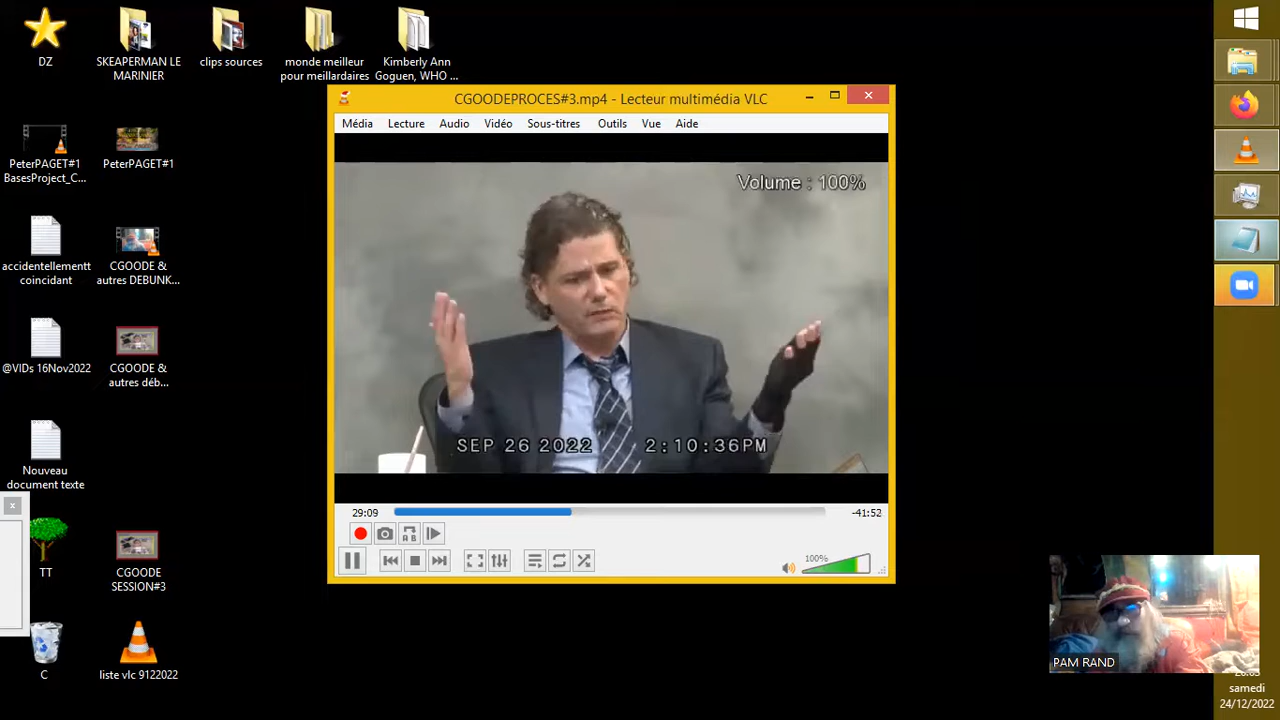 DZ
SKEAPERMAN LE
MARINIER
clips sources
monde meilleur
pour meillardaires
Kimberly Ann
Goguen, WHO ...
PeterPAGET#1
BasesProject_C...
PeterPAGET#1
accidentellementt
coincidant
CGOODE &
autres DEBUNK...
@VIDs 16Nov2022
CGOODE &
autres déb...
Nouveau
document texte
x
TT
CGOODE
SESSION#3
C
liste vlc 9122022
CGOODEPROCES#3.mp4 - Lecteur multimédia VLC
Média Lecture Audio Vidéo Sous-titres Outils Vue Aide
Volume : 100%
SEP 26 2022 2:10:36PM
29:09
-41:52
A B
100%
PAM RAND
samedi
24/12/2022